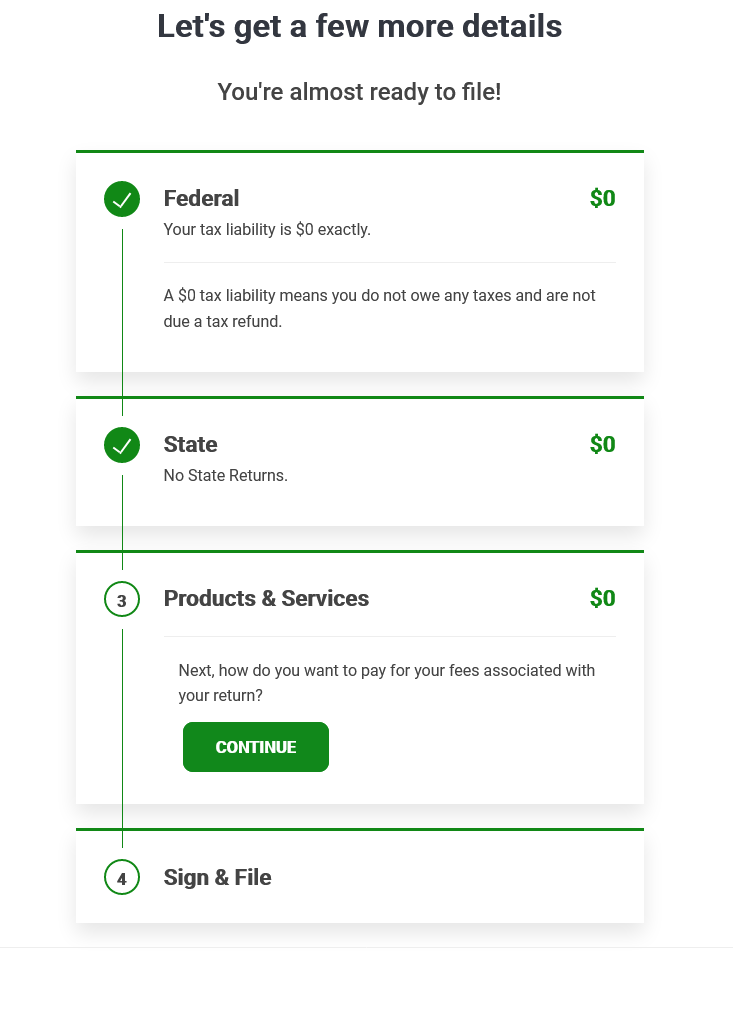 Let's get a few more details
You're almost ready to file!
Federal $0
Your tax liability is $0 exactly.
A $0 tax liability means you do not owe any taxes and are not
due a tax refund.
State $0
No State Returns.
3 Products & Services $0
Next, how do you want to pay for your fees associated with
your return?
CONTINUE
4 Sign & File